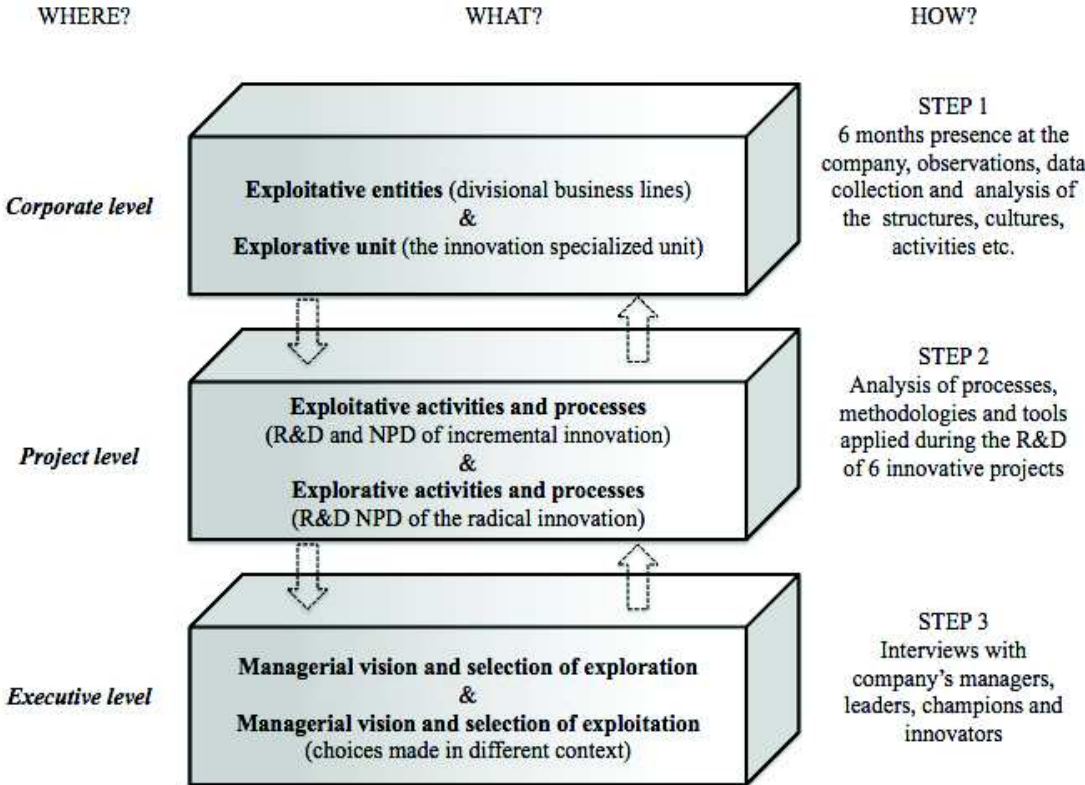 WHERE?
WHAT?
HOW?
Corporate level
Exploitative entities (divisional business lines)
&
Explorative unit (the innovation specialized unit)
STEP 1
6 months presence at the
company, observations, data
collection and analysis of
the structures, cultures,
activities etc.
Project level
Exploitative activities and processes
(R&D and NPD of incremental innovation)
&
Explorative activities and processes
(R&D NPD of the radical innovation)
STEP 2
Analysis of processes,
methodologies and tools
applied during the R&D
of 6 innovative projects
Executive level
Managerial vision and selection of exploration
&
Managerial vision and selection of exploitation
(choices made in different context)
STEP 3
Interviews with
company's managers,
leaders, champions and
innovators